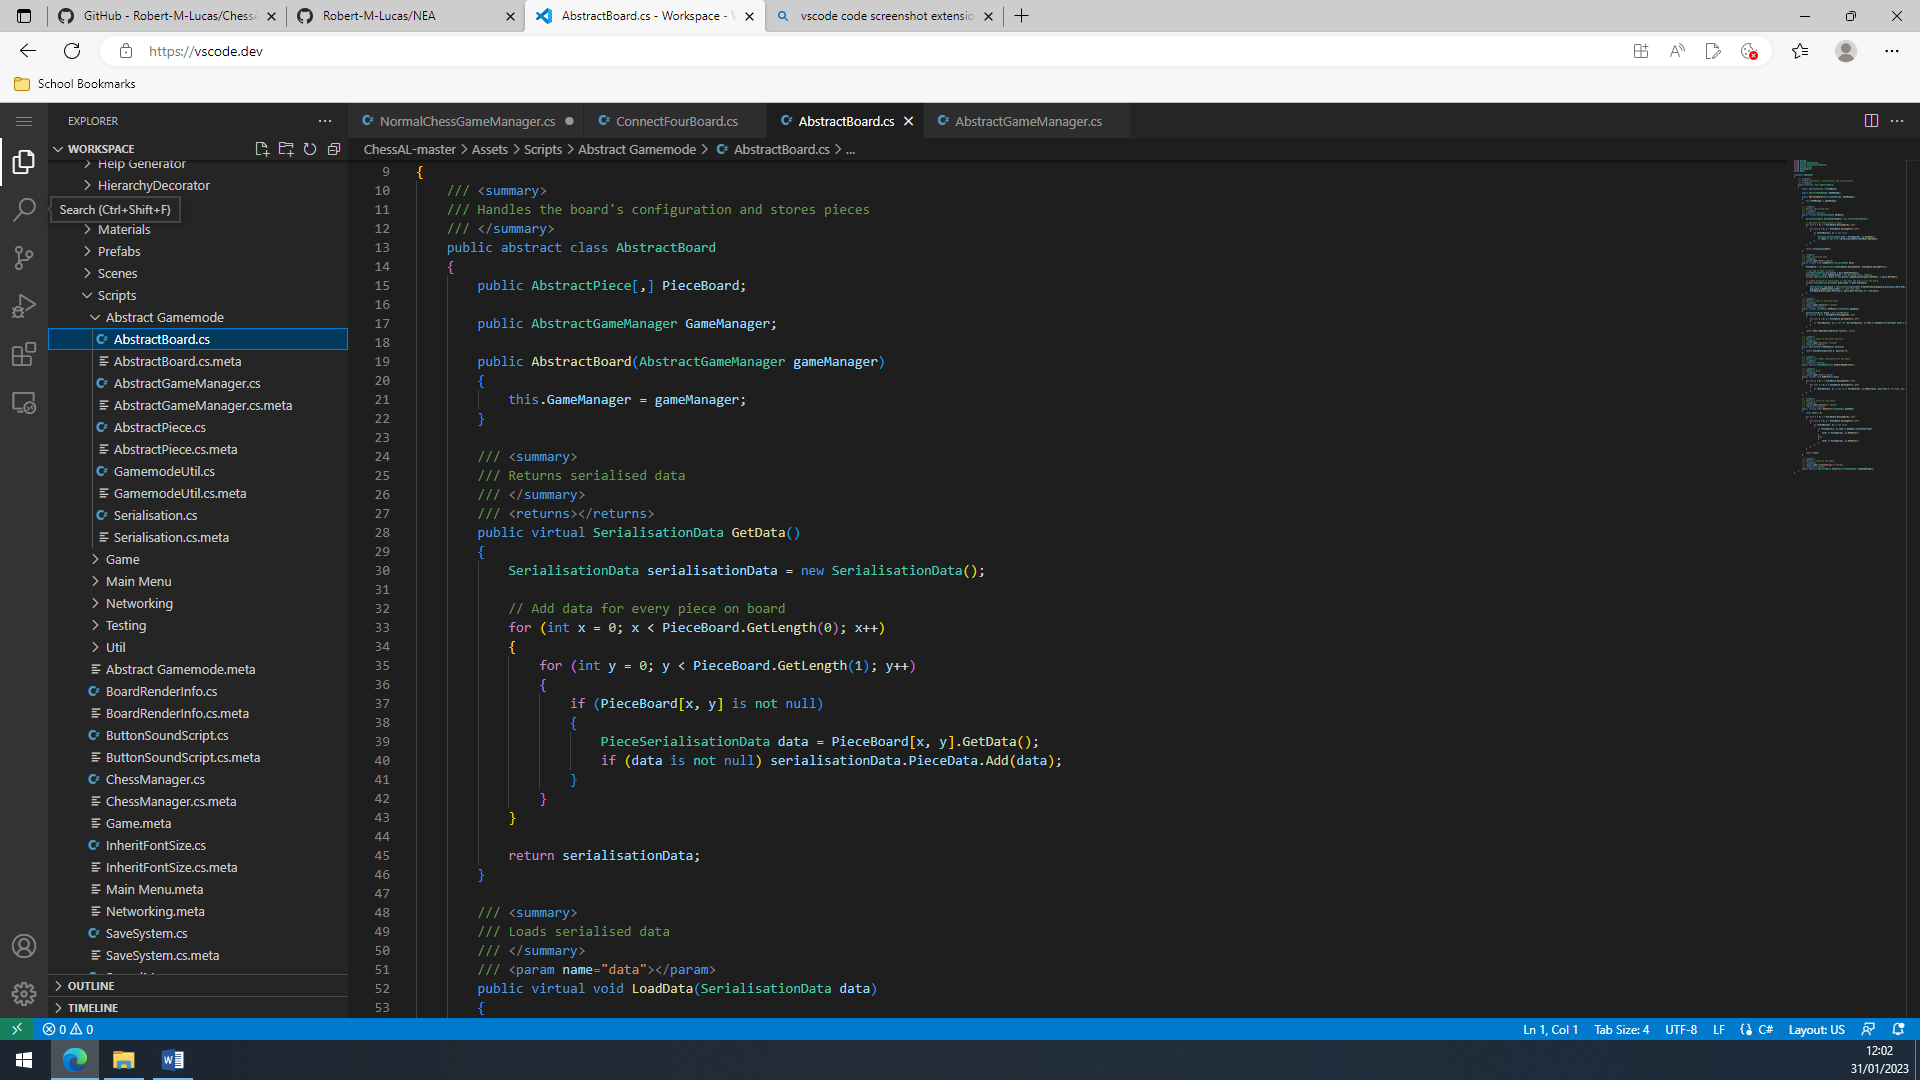 GitHub - Robert-M-Lucas/Chess
Robert-M-Lucas/NEA
AbstractBoard.cs - Workspace -
vscode code screenshot extensio
https://vscode.dev
School Bookmarks
EXPLORER
WORKSPACE
Help Generator
HierarchyDecorator
Search (Ctrl+Shift+F)
Materials
Prefabs
Scenes
Scripts
Abstract Gamemode
AbstractBoard.cs
AbstractBoard.cs.meta
AbstractGameManager.cs
AbstractGameManager.cs.meta
AbstractPiece.cs
AbstractPiece.cs.meta
GamemodeUtil.cs
GamemodeUtil.cs.meta
Serialisation.cs
Serialisation.cs.meta
Game
Main Menu
Networking
Testing
Util
Abstract Gamemode.meta
BoardRenderInfo.cs
BoardRenderInfo.cs.meta
ButtonSoundScript.cs
ButtonSoundScript.cs.meta
ChessManager.cs
ChessManager.cs.meta
Game.meta
InheritFontSize.cs
InheritFontSize.cs.meta
Main Menu.meta
Networking.meta
SaveSystem.cs
SaveSystem.cs.meta
OUTLINE
TIMELINE
NormalChessGameManager.cs
ConnectFourBoard.cs
AbstractBoard.cs
AbstractGameManager.cs
ChessAL-master > Assets > Scripts > Abstract Gamemode > AbstractBoard.cs > ...
9 {
10 /// <summary>
11 /// Handles the board's configuration and stores pieces
12 /// </summary>
13 public abstract class AbstractBoard
14 {
15 public AbstractPiece[,] PieceBoard;
16
17 public AbstractGameManager GameManager;
18
19 public AbstractBoard(AbstractGameManager gameManager)
20 {
21 this.GameManager = gameManager;
22 }
23
24 /// <summary>
25 /// Returns serialised data
26 /// </summary>
27 /// <returns></returns>
28 public virtual SerialisationData GetData()
29 {
30 SerialisationData serialisationData = new SerialisationData();
31
32 // Add data for every piece on board
33 for (int x = 0; x < PieceBoard.GetLength(0); x++)
34 {
35 for (int y = 0; y < PieceBoard.GetLength(1); y++)
36 {
37 if (PieceBoard[x, y] is not null)
38 {
39 PieceSerialisationData data = PieceBoard[x, y].GetData();
40 if (data is not null) serialisationData.PieceData.Add(data);
41 }
42 }
43 }
44
45 return serialisationData;
46 }
47
48 /// <summary>
49 /// Loads serialised data
50 /// </summary>
51 /// <param name="data"></param>
52 public virtual void LoadData(SerialisationData data)
53 {
0 0
Ln 1, Col 1
Tab Size: 4
UTF-8
LF
C#
Layout: US
12:02
31/01/2023